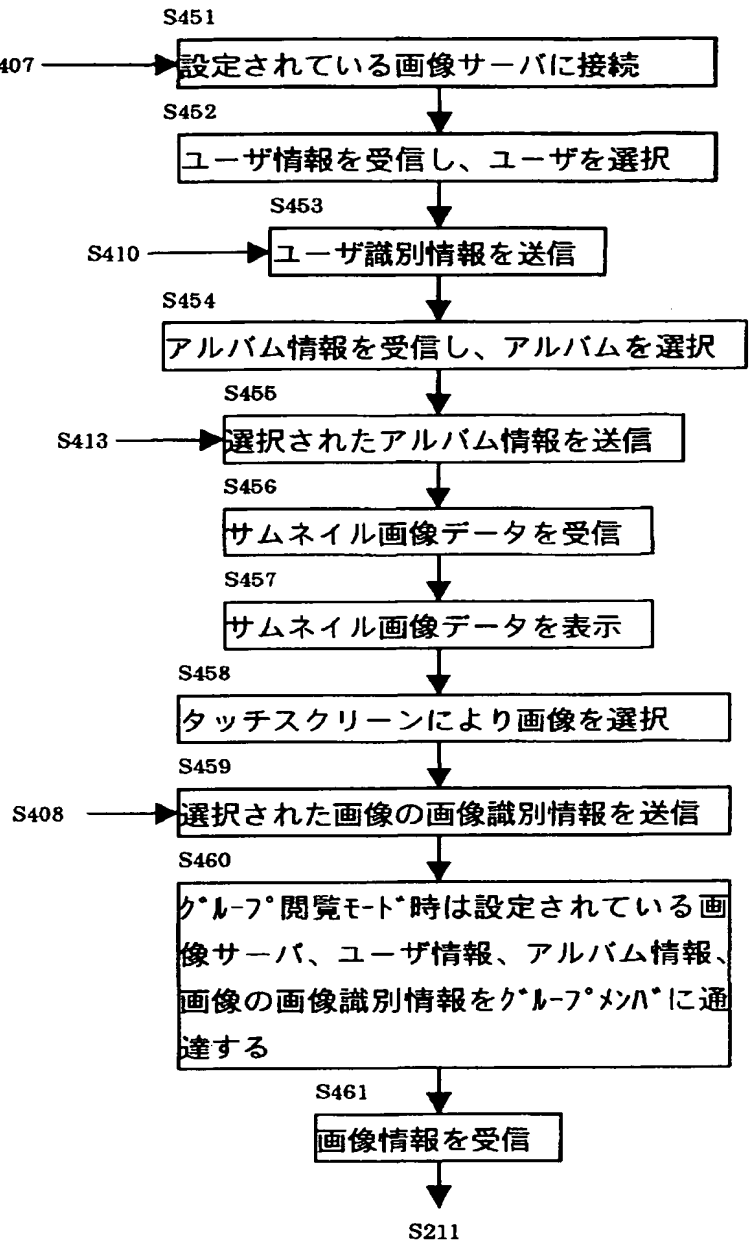 S451
407
設定されている画像サーバに接続
S452
ユーザ情報を受信し、ユーザを選択
S453
S410
ユーザ識別情報を送信
S454
アルバム情報を受信し、アルバムを選択
S455
S413
選択されたアルバム情報を送信
S456
サムネイル画像データを受信
S457
サムネイル画像データを表示
S458
タッチスクリーンにより画像を選択
S459
S408
選択された画像の画像識別情報を送信
S460
ｸﾞﾙｰﾌﾟ閲覧ﾓｰﾄﾞ時は設定されている画
像サーバ、ユーザ情報、アルバム情報、
画像の画像識別情報をｸﾞﾙｰﾌﾟﾒﾝﾊﾞに通
達する
S461
画像情報を受信
S211